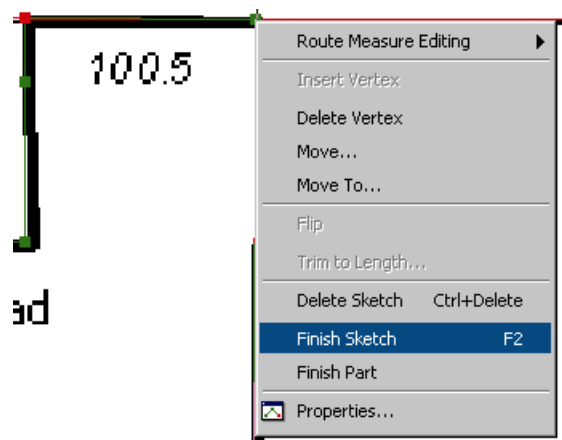 100.5
ad
Route Measure Editing
Insert Vertex
Delete Vertex
Move...
Move To...
Flip
Trim to Length...
Delete Sketch Ctrl+Delete
Finish Sketch F2
Finish Part
Properties...